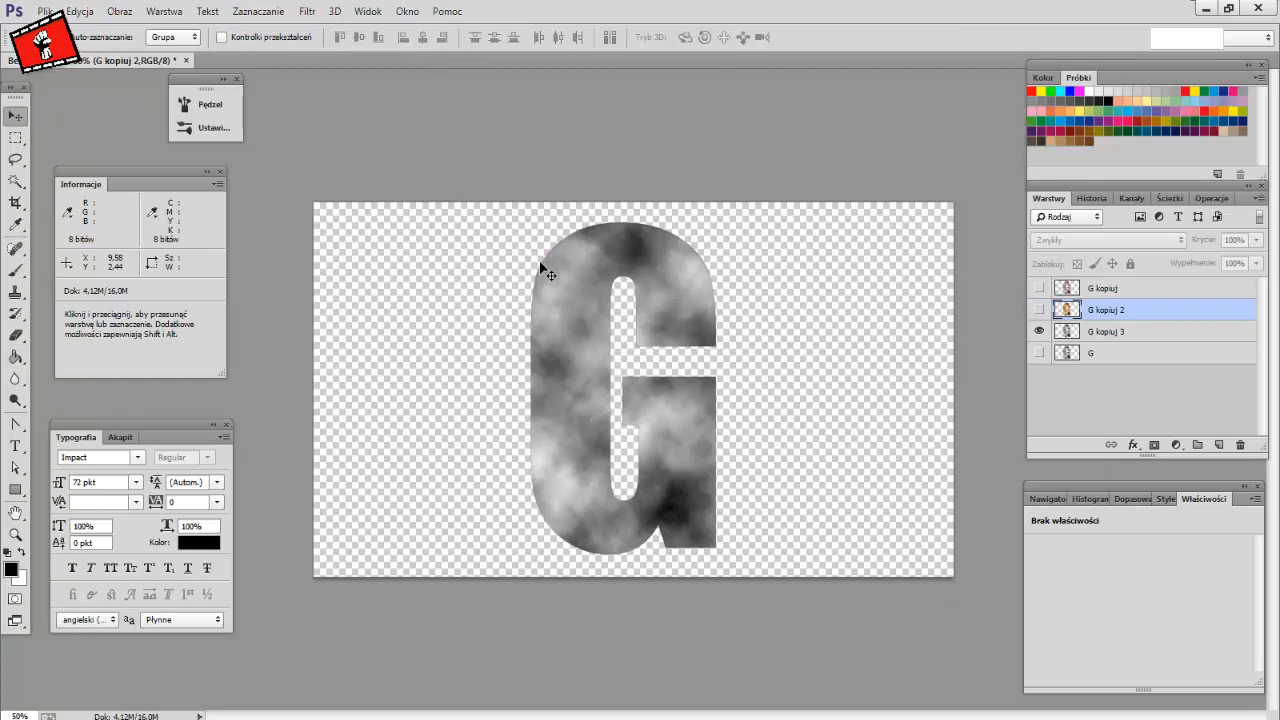 Ps Plik Edycja Obraz Warstwa Tekst Zaznaczanie Filtr 3D Widok Okno Pomoc
Auto-zaznaczanie: Grupa Kontrolki przekształceń Tryb 3D:
(G kopiuj 2,RGB/8) * ×
Pędzel
Ustawi...
Informacje
R :
G :
B :
C :
M :
Y :
K :
8 bitów
8 bitów
X : 9,58
Y : 2,44
Sz :
W :
Dok: 4,12M/16,0M
Kliknij i przeciągnij, aby przesunąć
warstwę lub zaznaczenie. Dodatkowe
możliwości zapewniają Shift i Alt.
Typografia Akapit
Impact Regular
72 pkt (Autom.)
0
100% 100%
0 pkt Kolor:
angielski (... aa Płynne
G
Kolor Próbki
Warstwy Historia Kanały Ścieżki Operacje
Rodzaj
Zwykły Krycie: 100%
Zablokuj: Wypełnienie: 100%
G kopiuj
G kopiuj 2
G kopiuj 3
G
fx
Nawigato Histogram Dopasowa Style Właściwości
Brak właściwości
50% Dok: 4,12M/16,0M